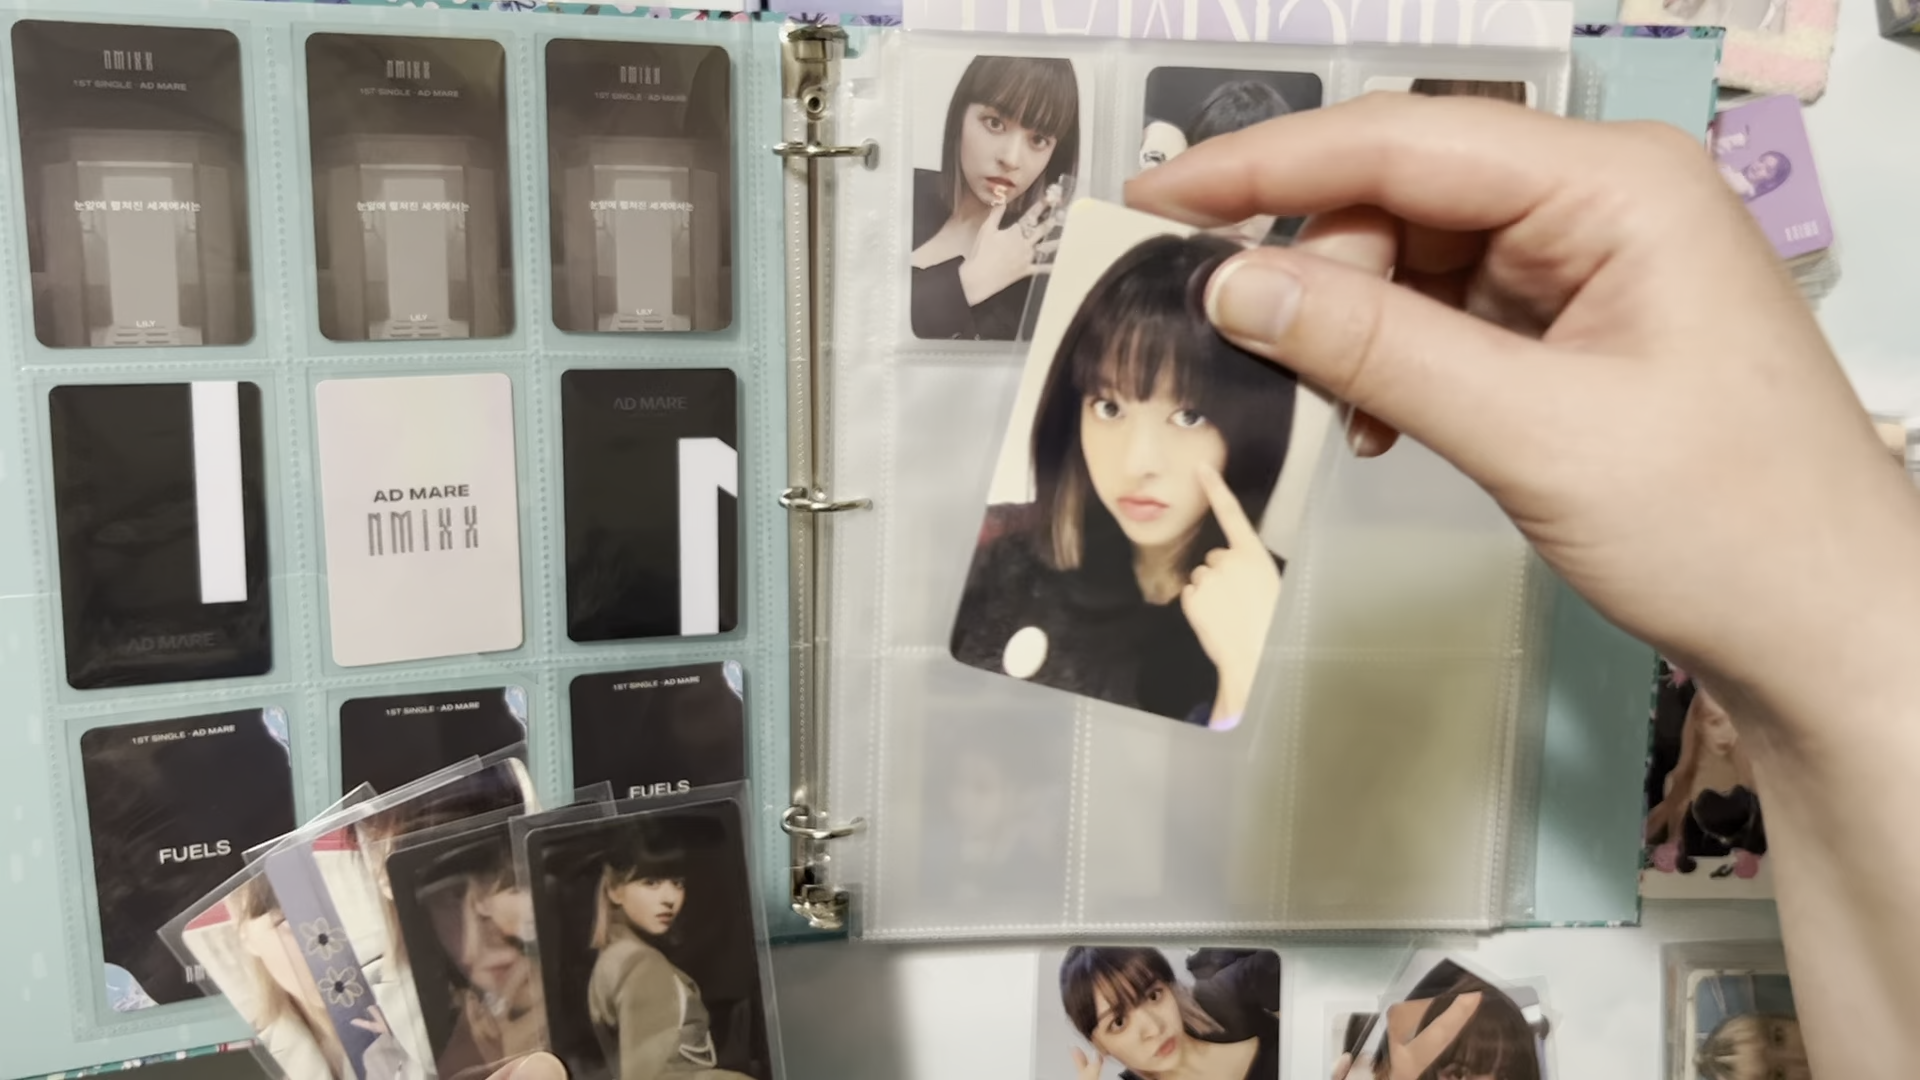 NMIXX
1ST SINGLE · AD MARE
눈앞에 펼쳐진 세계에서는
LILY
NMIXX
1ST SINGLE · AD MARE
눈앞에 펼쳐진 세계에서는
LILY
NMIXX
1ST SINGLE · AD MARE
눈앞에 펼쳐진 세계에서는
LILY
AD MARE
AD MARE
NMIXX
AD MARE
1ST SINGLE · AD MARE
FUELS
1ST SINGLE · AD MARE
1ST SINGLE · AD MARE
FUELS